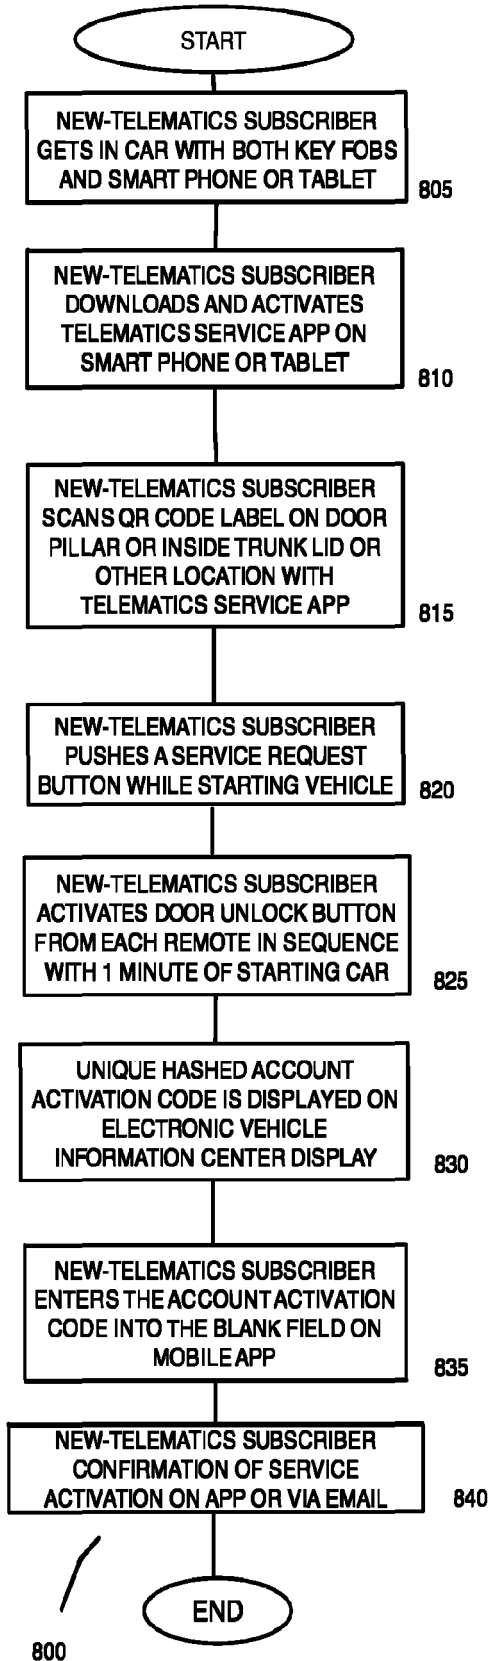 START
NEW-TELEMATICS SUBSCRIBER
GETS IN CAR WITH BOTH KEY FOBS
AND SMART PHONE OR TABLET
805
NEW-TELEMATICS SUBSCRIBER
DOWNLOADS AND ACTIVATES
TELEMATICS SERVICE APP ON
SMART PHONE OR TABLET
810
NEW-TELEMATICS SUBSCRIBER
SCANS QR CODE LABEL ON DOOR
PILLAR OR INSIDE TRUNK LID OR
OTHER LOCATION WITH
TELEMATICS SERVICE APP
815
NEW-TELEMATICS SUBSCRIBER
PUSHES A SERVICE REQUEST
BUTTON WHILE STARTING VEHICLE
820
NEW-TELEMATICS SUBSCRIBER
ACTIVATES DOOR UNLOCK BUTTON
FROM EACH REMOTE IN SEQUENCE
WITH 1 MINUTE OF STARTING CAR
825
UNIQUE HASHED ACCOUNT
ACTIVATION CODE IS DISPLAYED ON
ELECTRONIC VEHICLE
INFORMATION CENTER DISPLAY
830
NEW-TELEMATICS SUBSCRIBER
ENTERS THE ACCOUNT ACTIVATION
CODE INTO THE BLANK FIELD ON
MOBILE APP
835
NEW-TELEMATICS SUBSCRIBER
CONFIRMATION OF SERVICE
ACTIVATION ON APP OR VIA EMAIL
840
END
800